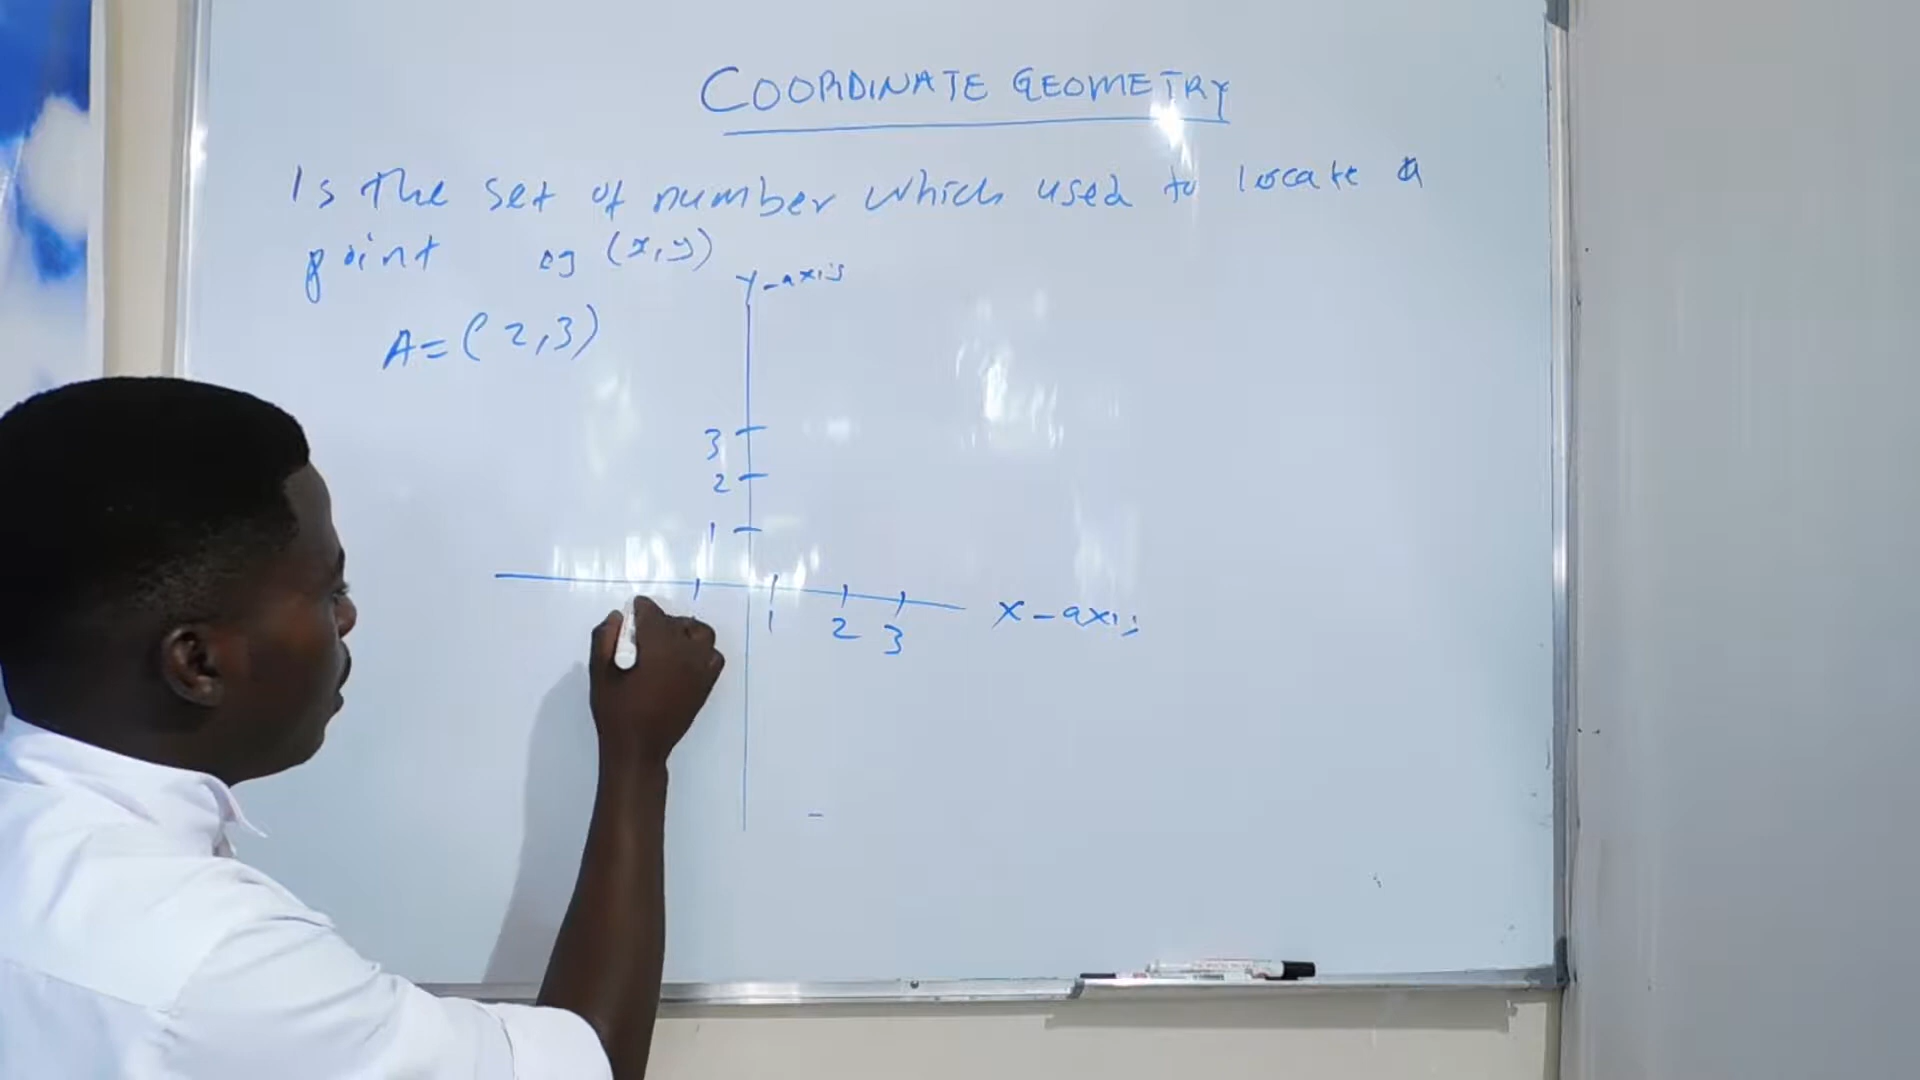 COORDINATE GEOMETRY
Is the set of number which used to locate a
point eg (x,y)
Y-axis
A=(2,3)
3
2
1
1 2 3 X-axis